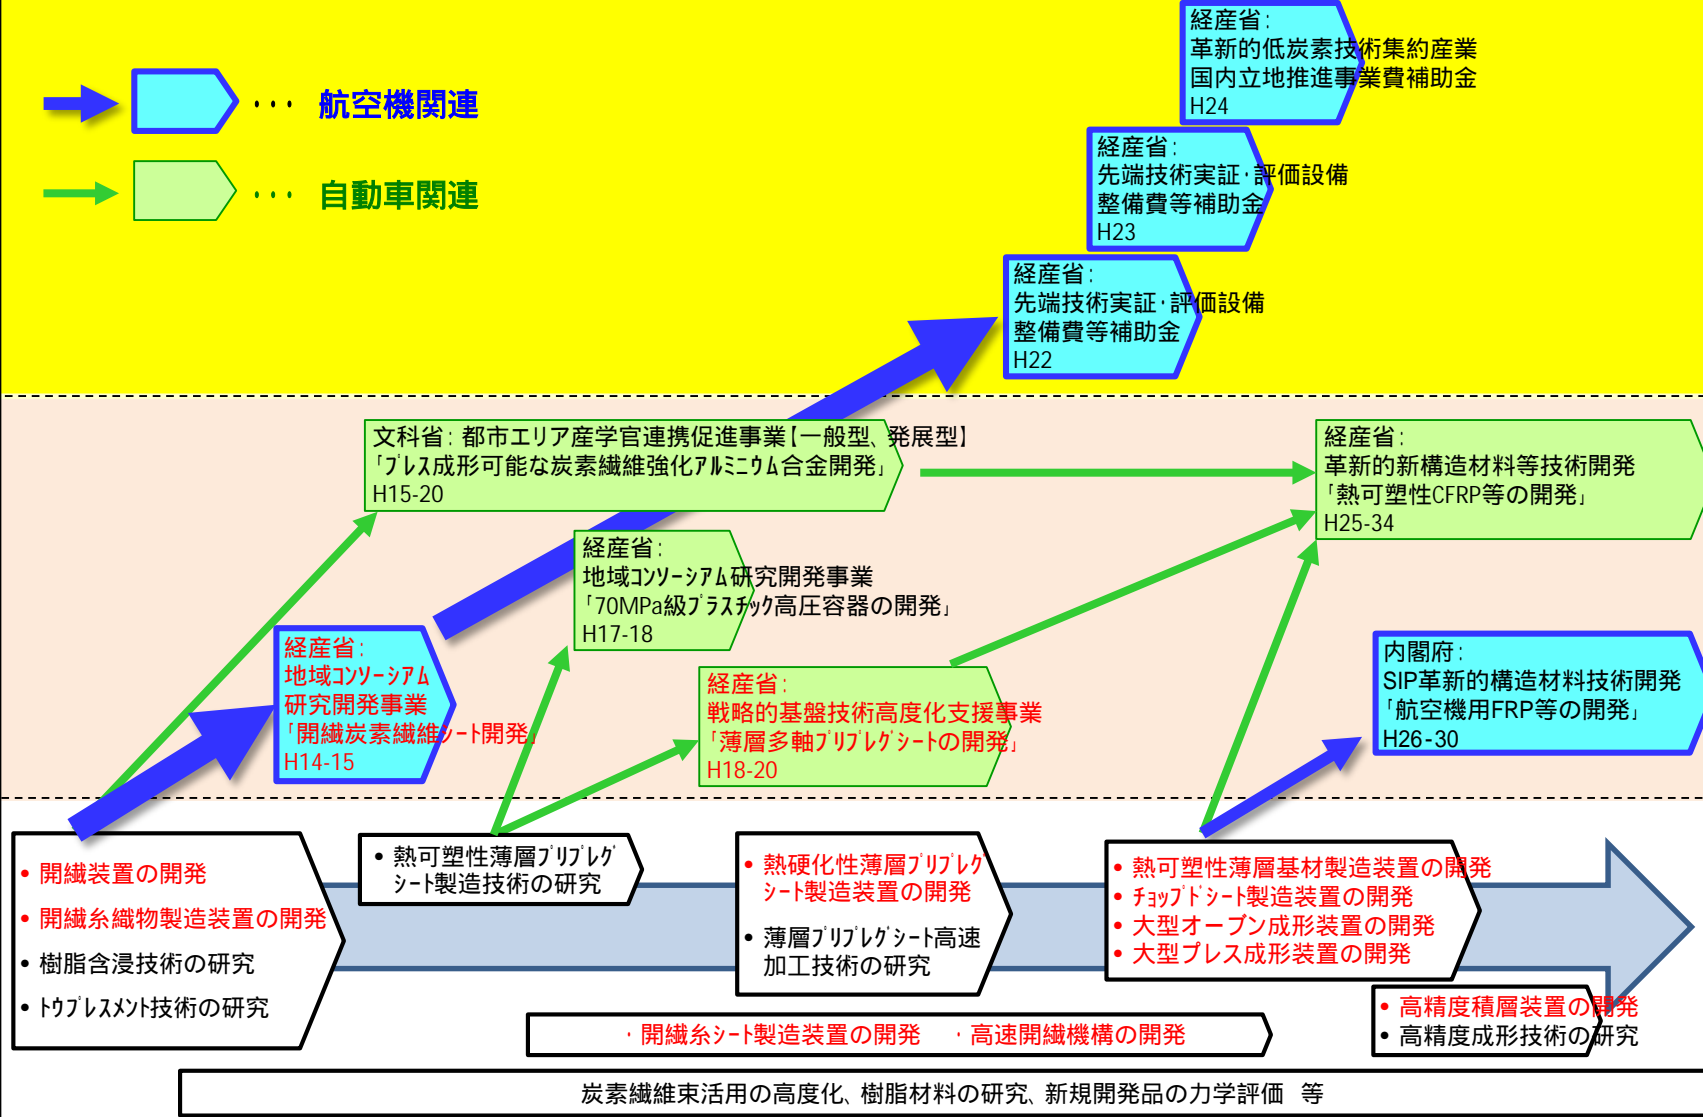 経産省：
革新的低炭素技術集約産業
国内立地推進事業費補助金
H24
・・・ 航空機関連
経産省：
先端技術実証・評価設備
整備費等補助金
H23
・・・ 自動車関連
経産省：
先端技術実証・評価設備
整備費等補助金
H22
文科省：都市エリア産学官連携促進事業【一般型、発展型】
「ﾌﾟﾚｽ成形可能な炭素繊維強化ｱﾙﾐﾆｳﾑ合金開発」
H15-20
経産省：
革新的新構造材料等技術開発
「熱可塑性CFRP等の開発」
H25-34
経産省：
地域ｺﾝｿｰｼｱﾑ研究開発事業
「70MPa級ﾌﾟﾗｽﾁｯｸ高圧容器の開発」
H17-18
経産省：
地域ｺﾝｿｰｼｱﾑ
研究開発事業
「開繊炭素繊維ｼｰﾄ開発」
H14-15
経産省：
戦略的基盤技術高度化支援事業
「薄層多軸ﾌﾟﾘﾌﾟﾚｸﾞｼｰﾄの開発」
H18-20
内閣府：
SIP革新的構造材料技術開発
「航空機用FRP等の開発」
H26-30
• 開繊装置の開発
• 開繊糸織物製造装置の開発
• 樹脂含浸技術の研究
• ﾄｳﾌﾟﾚｽﾒﾝﾄ技術の研究
• 熱可塑性薄層ﾌﾟﾘﾌﾟﾚｸﾞ
ｼｰﾄ製造技術の研究
• 熱硬化性薄層ﾌﾟﾘﾌﾟﾚｸﾞ
ｼｰﾄ製造装置の開発
• 薄層ﾌﾟﾘﾌﾟﾚｸﾞｼｰﾄ高速
加工技術の研究
• 熱可塑性薄層基材製造装置の開発
• ﾁｮｯﾌﾟﾄﾞｼｰﾄ製造装置の開発
• 大型オーブン成形装置の開発
• 大型プレス成形装置の開発
• 高精度積層装置の開発
• 高精度成形技術の研究
・開繊糸シート製造装置の開発 ・高速開繊機構の開発
炭素繊維束活用の高度化、樹脂材料の研究、新規開発品の力学評価 等